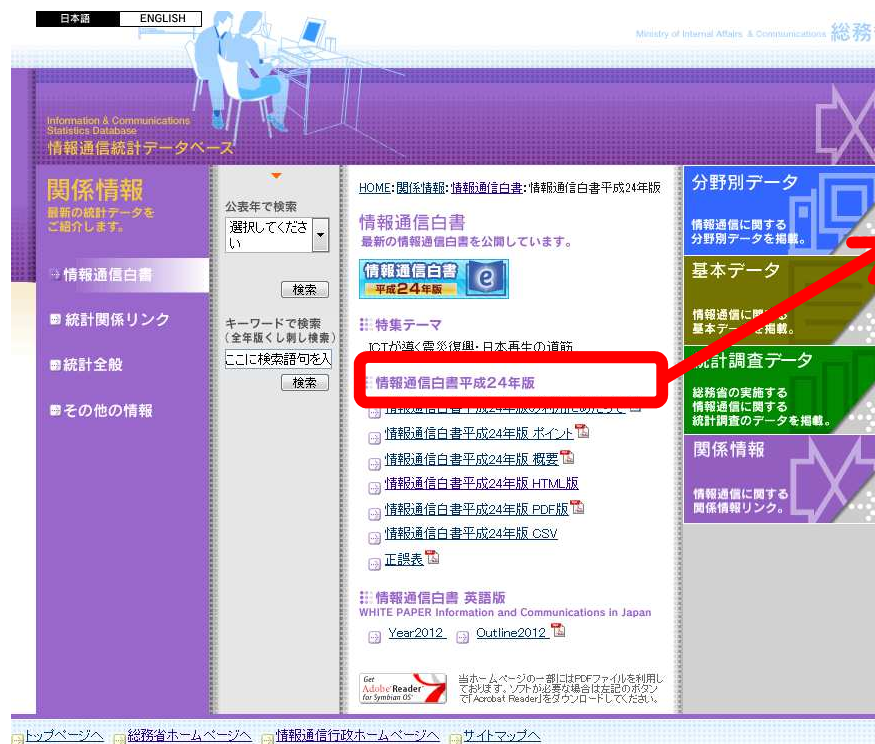 日本語
ENGLISH
Ministry of Internal Affairs & Communications 総務
Information & Communications
Statistics Database
情報通信統計データベース
関係情報
最新の統計データを
ご紹介します。
情報通信白書
統計関係リンク
統計全般
その他の情報
公表年で検索
選択してくださ
い
検索
キーワードで検索
(全年版くし刺し検索)
ここに検索語句を入
検索
HOME:関係情報:情報通信白書:情報通信白書平成24年版
情報通信白書
最新の情報通信白書を公開しています。
情報通信白書
平成24年版
特集テーマ
ICTが導く震災復興・日本再生の道筋
情報通信白書平成24年版
情報通信白書平成24年版の利用にあたって
情報通信白書平成24年版 ポイント
情報通信白書平成24年版 概要
情報通信白書平成24年版 HTML版
情報通信白書平成24年版 PDF版
情報通信白書平成24年版 CSV
正誤表
情報通信白書 英語版
WHITE PAPER Information and Communications in Japan
Year2012
Outline2012
Get
Adobe Reader
for Symbian OS
当ホームページの一部にはPDFファイルを利用し
ております。ソフトが必要な場合は左記のボタン
で「Acrobat Reader」をダウンロードしてください。
分野別データ
情報通信に関する
分野別データを掲載。
基本データ
情報通信に関する
基本データを掲載。
統計調査データ
総務省の実施する
情報通信に関する
統計調査のデータを掲載。
関係情報
情報通信に関する
関係情報リンク。
トップページへ
総務省ホームページへ
情報通信行政ホームページへ
サイトマップへ